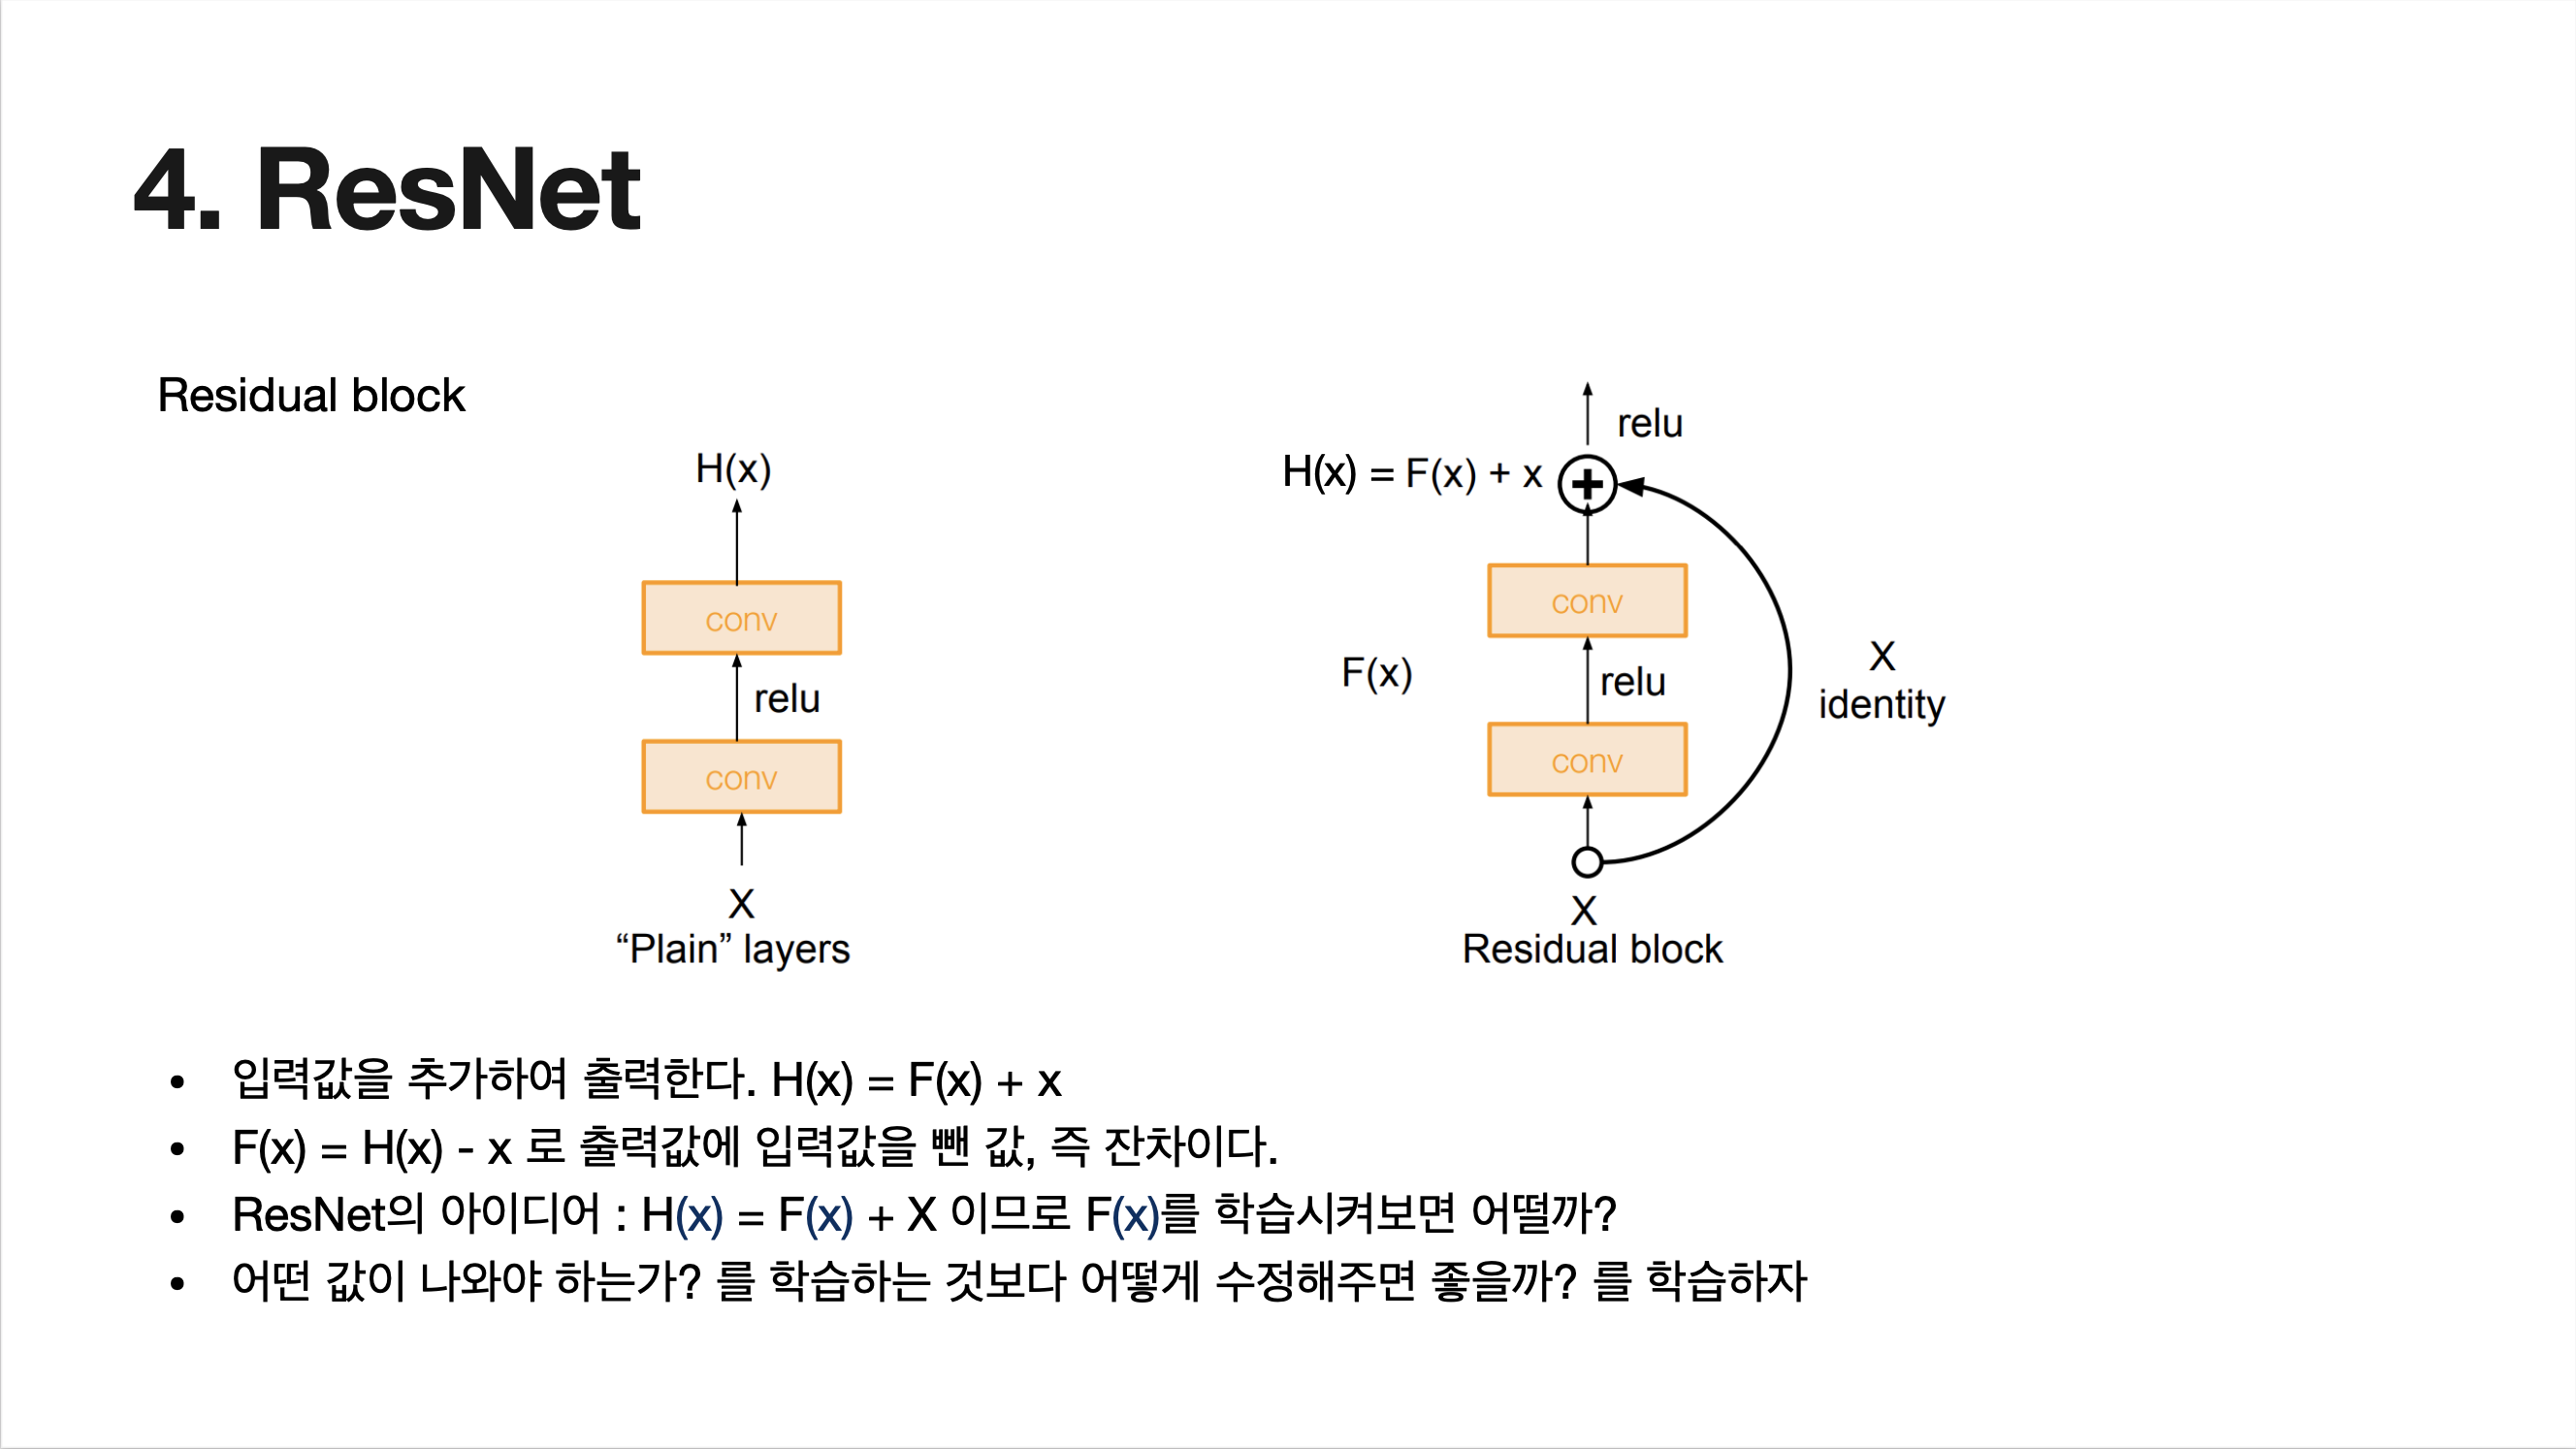 4. ResNet
Residual block
H(x)
conv
relu
conv
X
“Plain” layers
relu
H(x) = F(x) + x
conv
F(x)
relu
X
identity
conv
X
Residual block
• 입력값을 추가하여 출력한다. H(x) = F(x) + x
• F(x) = H(x) - x 로 출력값에 입력값을 뺀 값, 즉 잔차이다.
• ResNet의 아이디어 : H(x) = F(x) + X 이므로 F(x)를 학습시켜보면 어떨까?
• 어떤 값이 나와야 하는가? 를 학습하는 것보다 어떻게 수정해주면 좋을까? 를 학습하자